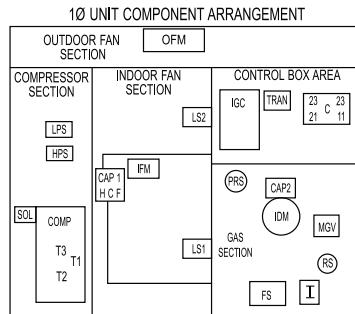 1Ø UNIT COMPONENT ARRANGEMENT
OUTDOOR FAN
SECTION
OFM
COMPRESSOR
SECTION
LPS
HPS
SOL
COMP
T3
T1
T2
INDOOR FAN
SECTION
LS2
IFM
CAP 1
H C F
LS1
CONTROL BOX AREA
IGC
TRAN
23 23
C
21 11
PRS
CAP2
IDM
MGV
GAS
SECTION
RS
FS
I